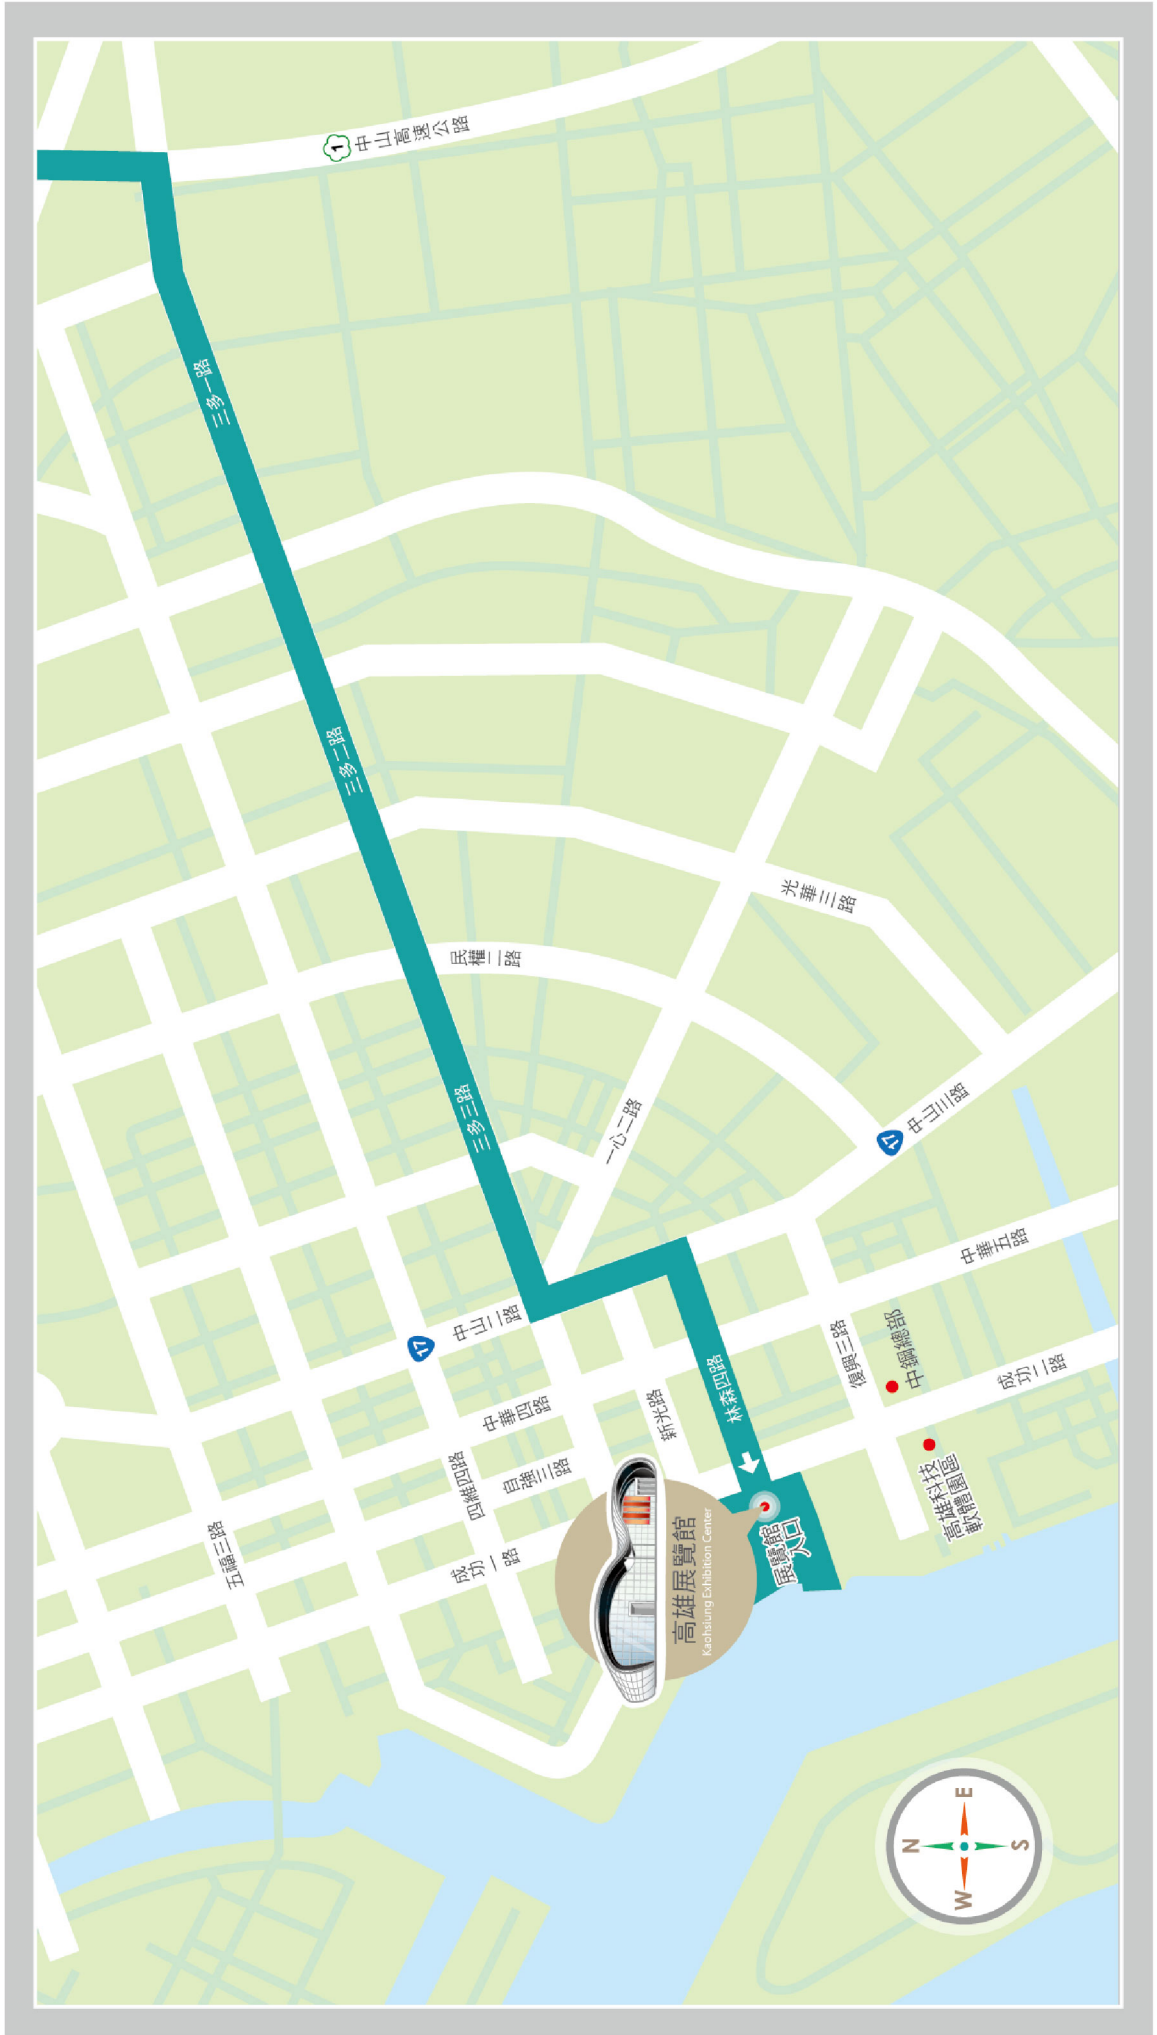 1
中山高速公路
三多一路
三多二路
光華三路
民權二路
三多三路
一心二路
17
中山三路
中華五路
17
中山二路
復興三路
中鋼總部
成功二路
林森四路
新光路
中華四路
自強三路
四維四路
高雄科技
軟體園區
成功一路
五福三路
展覽館
入口
高雄展覽館
Kaohsiung Exhibition Center
N
E
S
W